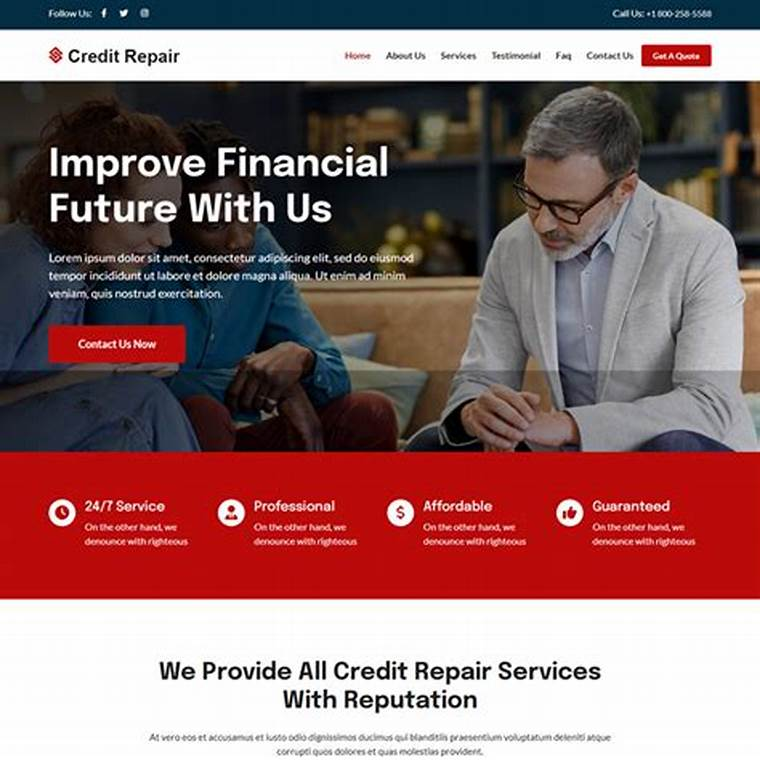 Follow Us:
Call Us: +1 800-258-5588
Credit Repair
Home About Us Services Testimonial Faq Contact Us Get A Quote
Improve Financial
Future With Us
Lorem ipsum dolor sit amet, consectetur adipiscing elit, sed do eiusmod
tempor incididunt ut labore et dolore magna aliqua. Ut enim ad minim
veniam, quis nostrud exercitation.
Contact Us Now
24/7 Service
On the other hand, we
denounce with righteous
Professional
On the other hand, we
denounce with righteous
Affordable
On the other hand, we
denounce with righteous
Guaranteed
On the other hand, we
denounce with righteous
We Provide All Credit Repair Services
With Reputation
At vero eos et accusamus et iusto odio dignissimos ducimus qui blanditiis praesentium voluptatum deleniti atque
corrupti quos dolores et quas molestias provident.